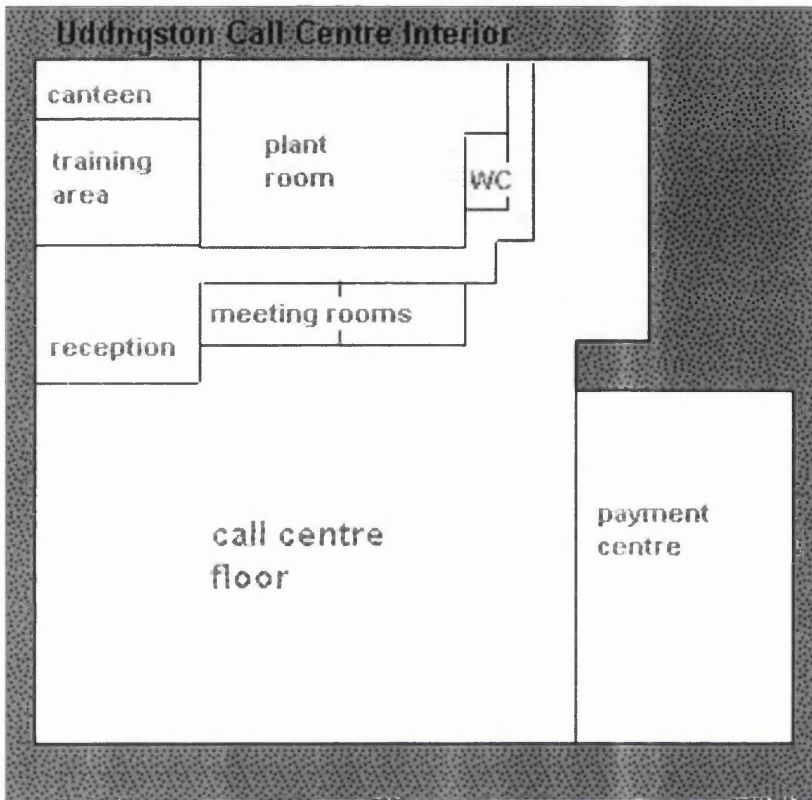 Uddngston Call Centre Interior
canteen
training
area
plant
room
WC
meeting rooms
reception
call centre
floor
payment
centre